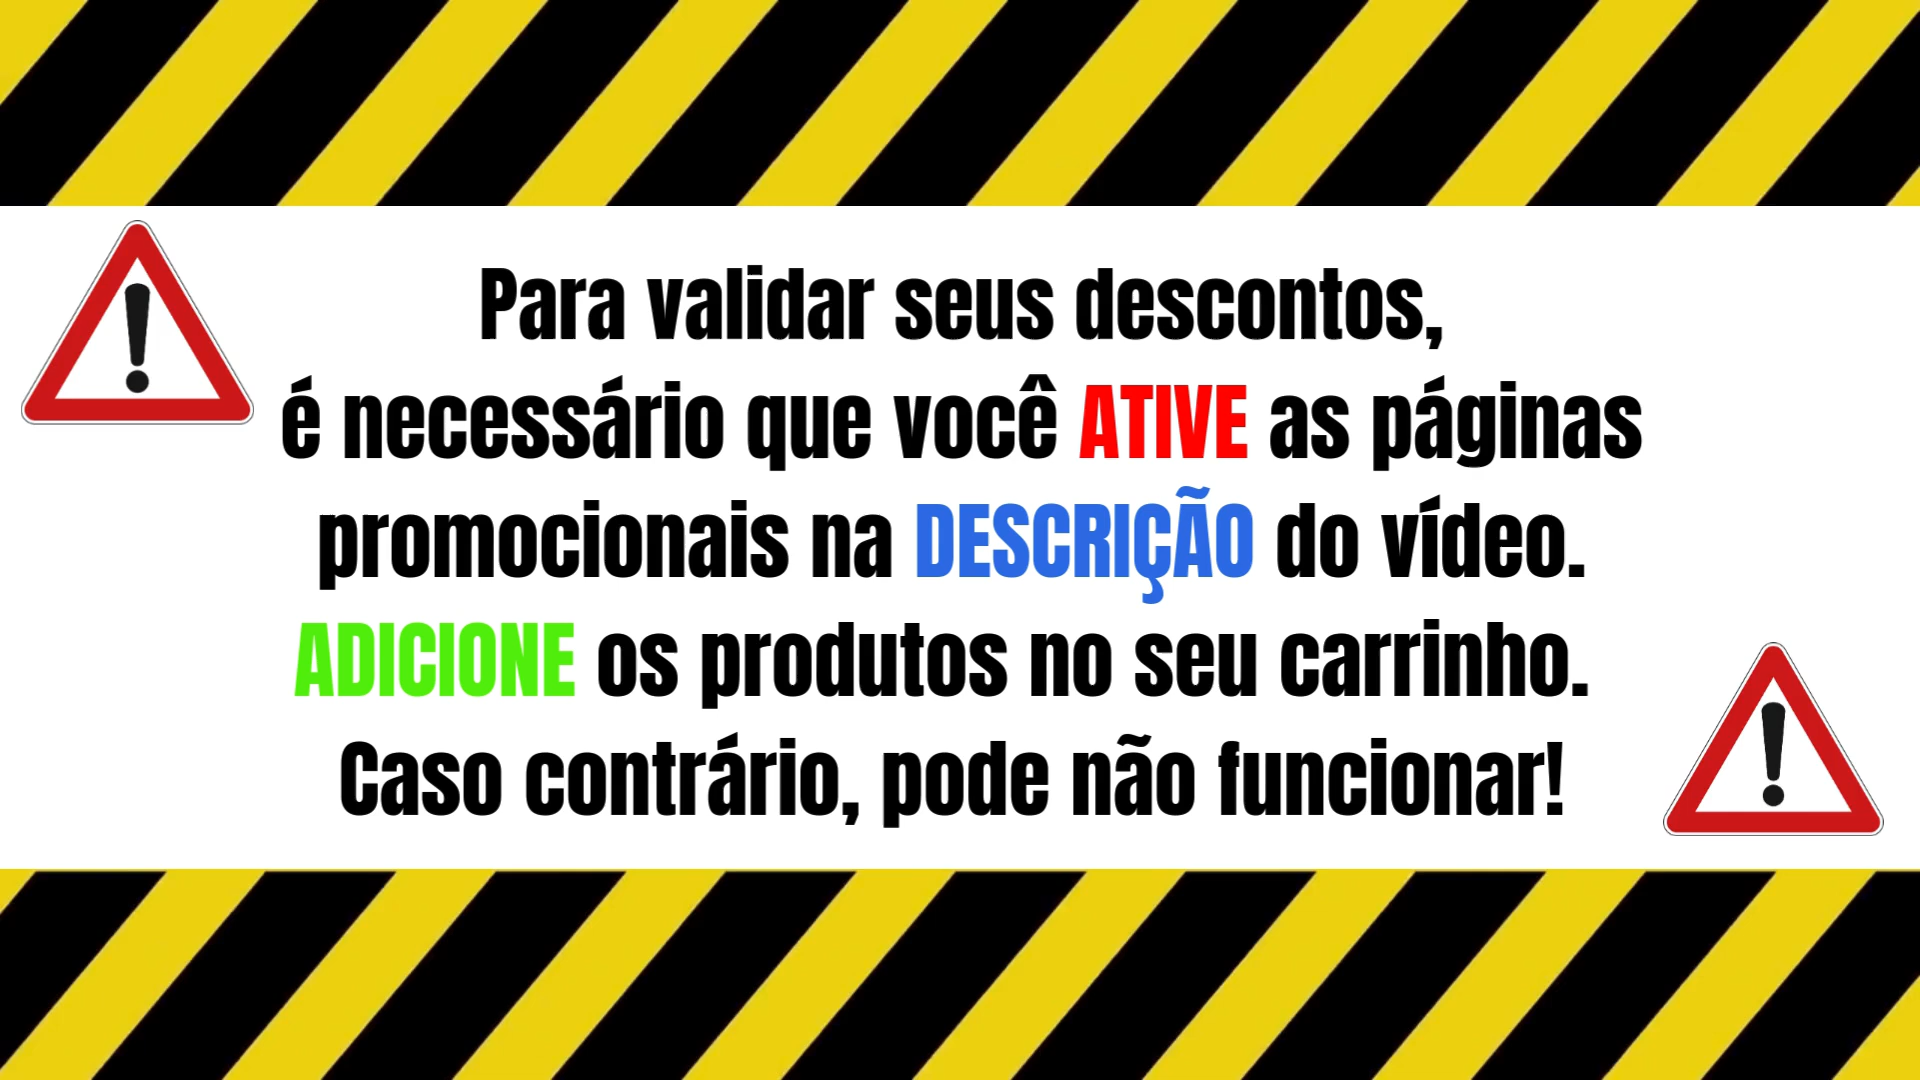 Para validar seus descontos,
é necessário que você ATIVE as páginas
promocionais na DESCRIÇÃO do vídeo.
ADICIONE os produtos no seu carrinho.
Caso contrário, pode não funcionar!